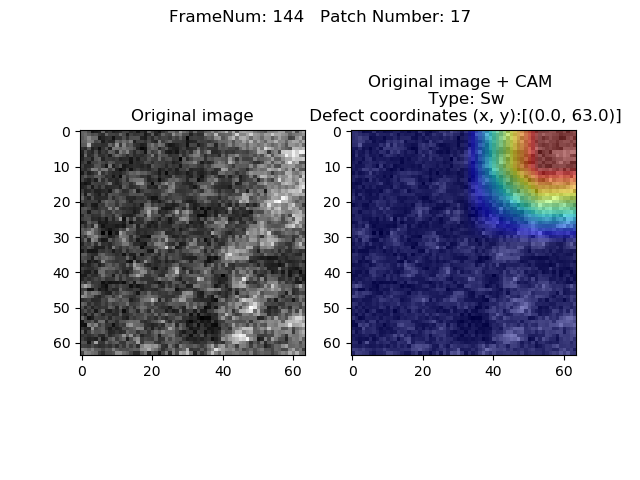 FrameNum: 144   Patch Number: 17
Original image
Original image + CAM
Type: Sw
Defect coordinates (x, y):[(0.0, 63.0)]
0
10
20
30
40
50
60
0 20 40 60
0
10
20
30
40
50
60
0 20 40 60